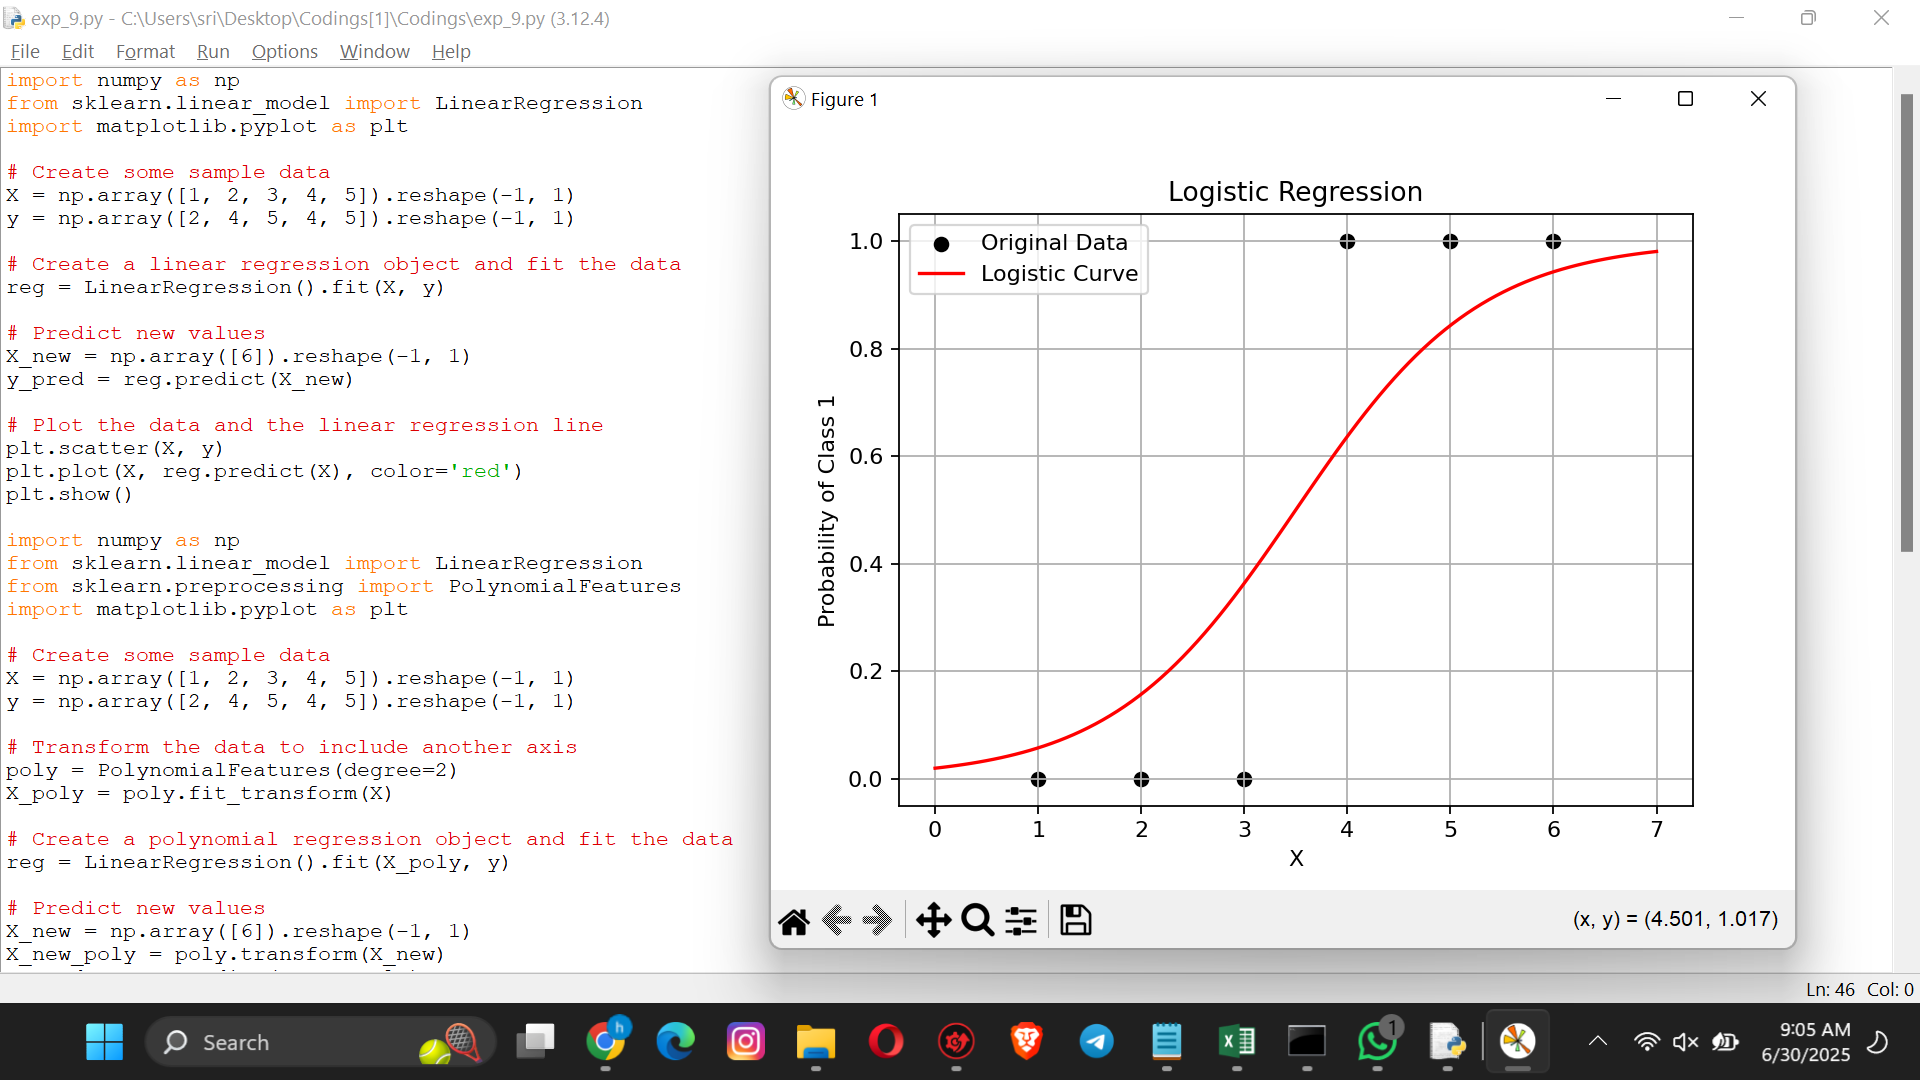 exp_9.py - C:\Users\sri\Desktop\Codings[1]\Codings\exp_9.py (3.12.4)
File Edit Format Run Options Window Help
import numpy as np
from sklearn.linear_model import LinearRegression
import matplotlib.pyplot as plt
# Create some sample data
X = np.array([1, 2, 3, 4, 5]).reshape(-1, 1)
y = np.array([2, 4, 5, 4, 5]).reshape(-1, 1)
# Create a linear regression object and fit the data
reg = LinearRegression().fit(X, y)
# Predict new values
X_new = np.array([6]).reshape(-1, 1)
y_pred = reg.predict(X_new)
# Plot the data and the linear regression line
plt.scatter(X, y)
plt.plot(X, reg.predict(X), color='red')
plt.show()
import numpy as np
from sklearn.linear_model import LinearRegression
from sklearn.preprocessing import PolynomialFeatures
import matplotlib.pyplot as plt
# Create some sample data
X = np.array([1, 2, 3, 4, 5]).reshape(-1, 1)
y = np.array([2, 4, 5, 4, 5]).reshape(-1, 1)
# Transform the data to include another axis
poly = PolynomialFeatures(degree=2)
X_poly = poly.fit_transform(X)
# Create a polynomial regression object and fit the data
reg = LinearRegression().fit(X_poly, y)
# Predict new values
X_new = np.array([6]).reshape(-1, 1)
X_new_poly = poly.transform(X_new)
Figure 1
Logistic Regression
Original Data
Logistic Curve
1.0
0.8
0.6
0.4
0.2
0.0
Probability of Class 1
0 1 2 3 4 5 6 7
X
(x, y) = (4.501, 1.017)
Ln: 46 Col: 0
Search
h
1
9:05 AM
6/30/2025